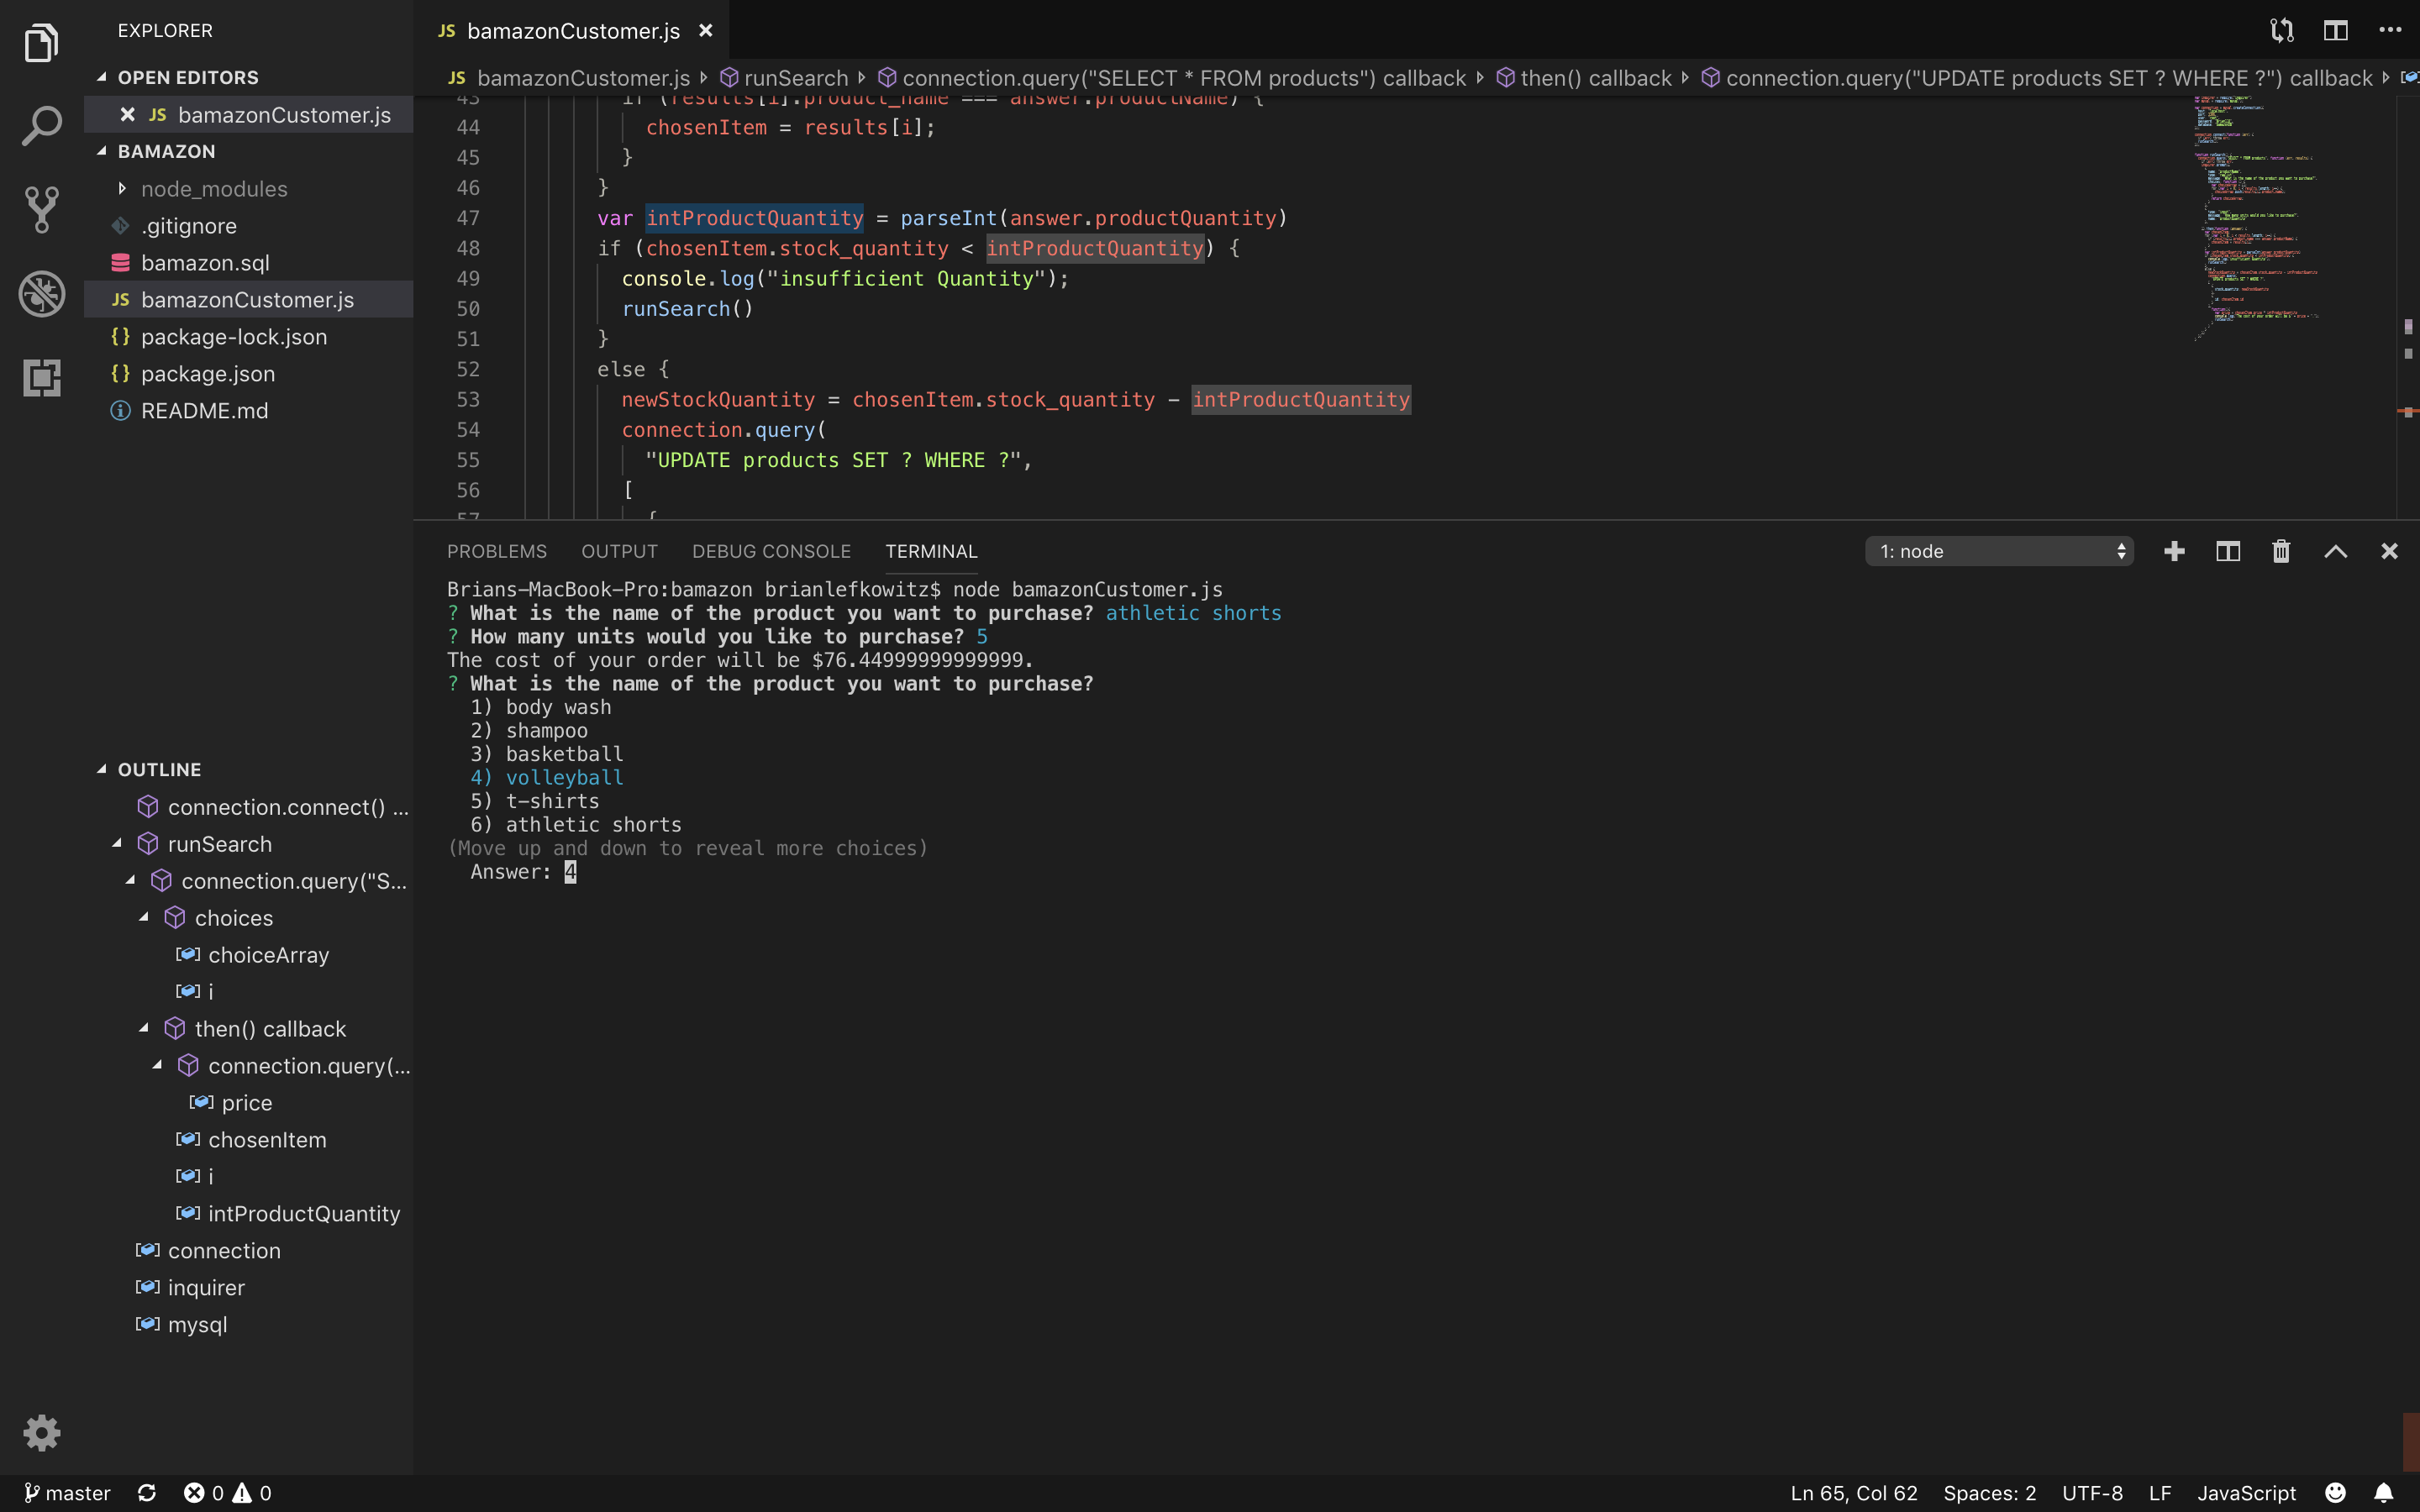 EXPLORER
OPEN EDITORS
JS bamazonCustomer.js
BAMAZON
node_modules
.gitignore
bamazon.sql
JS bamazonCustomer.js
{} package-lock.json
{} package.json
README.md
OUTLINE
connection.connect() ...
runSearch
connection.query("S...
choices
choiceArray
i
then() callback
connection.query(...
price
chosenItem
i
intProductQuantity
connection
inquirer
mysql
JS bamazonCustomer.js
JS bamazonCustomer.js runSearch connection.query("SELECT * FROM products") callback then() callback connection.query("UPDATE products SET ? WHERE ?") callback
43 if (results[i].product_name === answer.productName) {
44 chosenItem = results[i];
45 }
46 }
47 var intProductQuantity = parseInt(answer.productQuantity)
48 if (chosenItem.stock_quantity < intProductQuantity) {
49 console.log("insufficient Quantity");
50 runSearch()
51 }
52 else {
53 newStockQuantity = chosenItem.stock_quantity - intProductQuantity
54 connection.query(
55 "UPDATE products SET ? WHERE ?",
56 [
57 {
PROBLEMS OUTPUT DEBUG CONSOLE TERMINAL 1: node
Brians-MacBook-Pro:bamazon brianlefkowitz$ node bamazonCustomer.js
? What is the name of the product you want to purchase? athletic shorts
? How many units would you like to purchase? 5
The cost of your order will be $76.44999999999999.
? What is the name of the product you want to purchase?
1) body wash
2) shampoo
3) basketball
4) volleyball
5) t-shirts
6) athletic shorts
(Move up and down to reveal more choices)
Answer: 4
master 0 0 Ln 65, Col 62 Spaces: 2 UTF-8 LF JavaScript